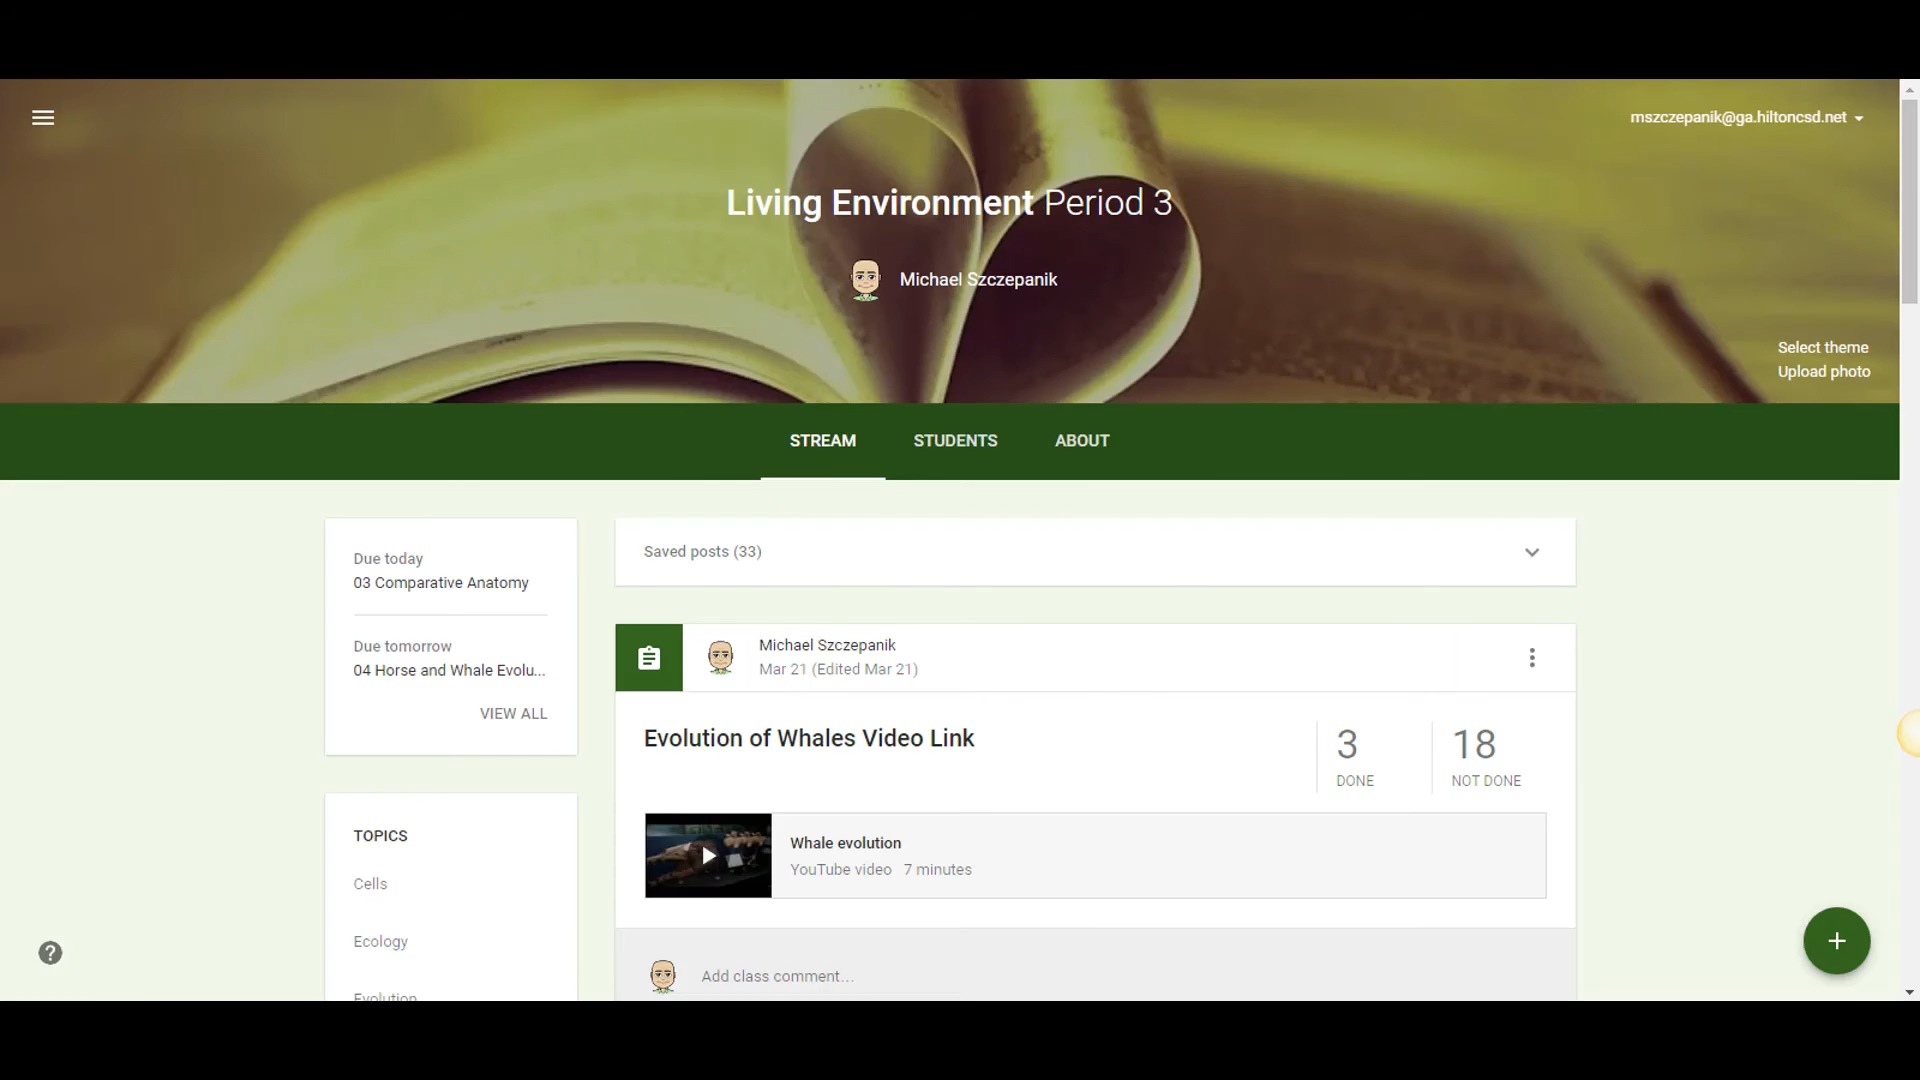 mszczepanik@ga.hiltoncsd.net
Living Environment Period 3
Michael Szczepanik
Select theme
Upload photo
STREAM STUDENTS ABOUT
Due today
03 Comparative Anatomy
Due tomorrow
04 Horse and Whale Evolu...
VIEW ALL
TOPICS
Cells
Ecology
Evolution
Saved posts (33)
Michael Szczepanik
Mar 21 (Edited Mar 21)
Evolution of Whales Video Link
3
DONE
18
NOT DONE
Whale evolution
YouTube video 7 minutes
Add class comment...